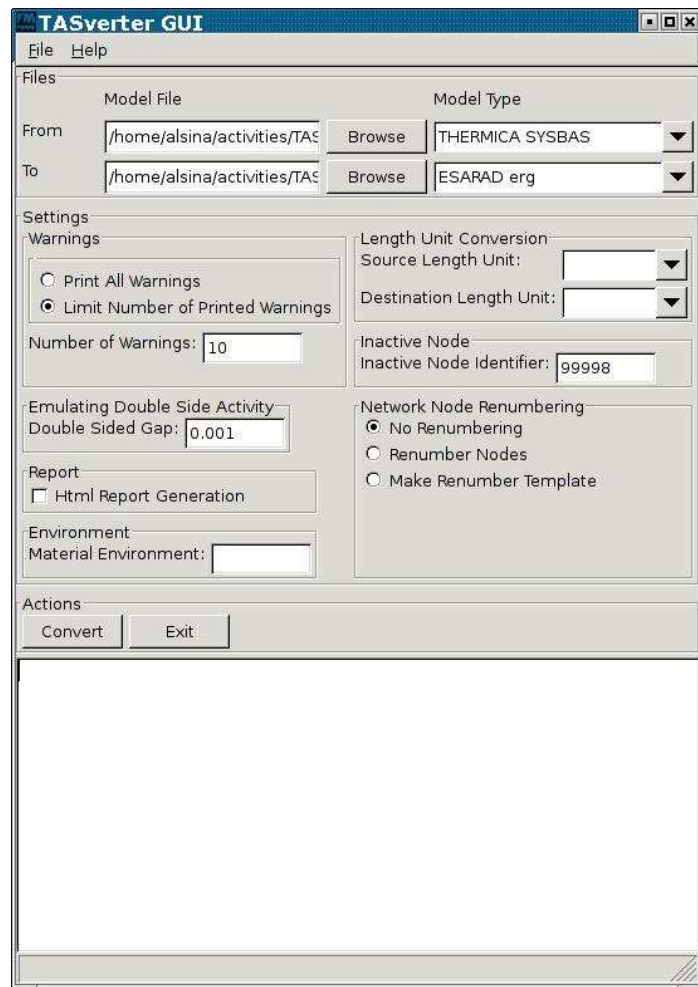 TASverter GUI
File Help
Files
Model File Model Type
From /home/alsina/activities/TAS Browse THERMICA SYSBAS
To /home/alsina/activities/TAS Browse ESARAD erg
Settings
Warnings
Print All Warnings
Limit Number of Printed Warnings
Number of Warnings: 10
Length Unit Conversion
Source Length Unit:
Destination Length Unit:
Inactive Node
Inactive Node Identifier: 99998
Emulating Double Side Activity
Double Sided Gap: 0.001
Network Node Renumbering
No Renumbering
Renumber Nodes
Make Renumber Template
Report
Html Report Generation
Environment
Material Environment:
Actions
Convert Exit